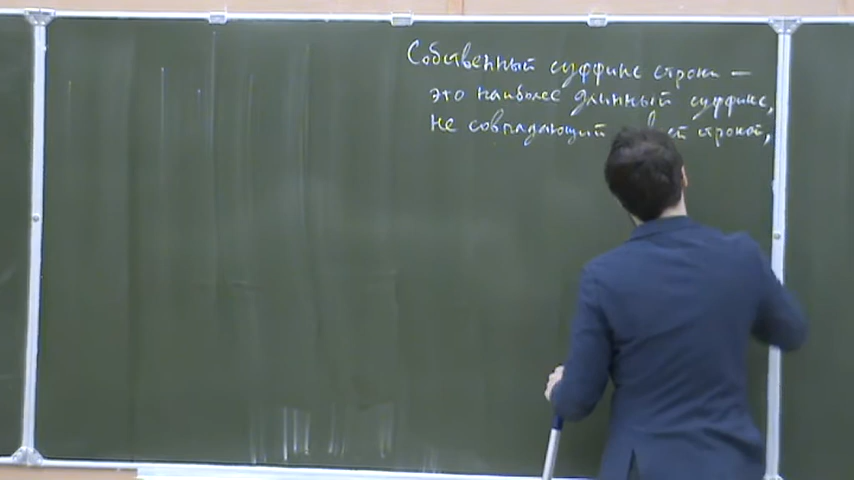 Собственный суффикс строки —
это наиболее длинный суффикс,
не совпадающий строкой,